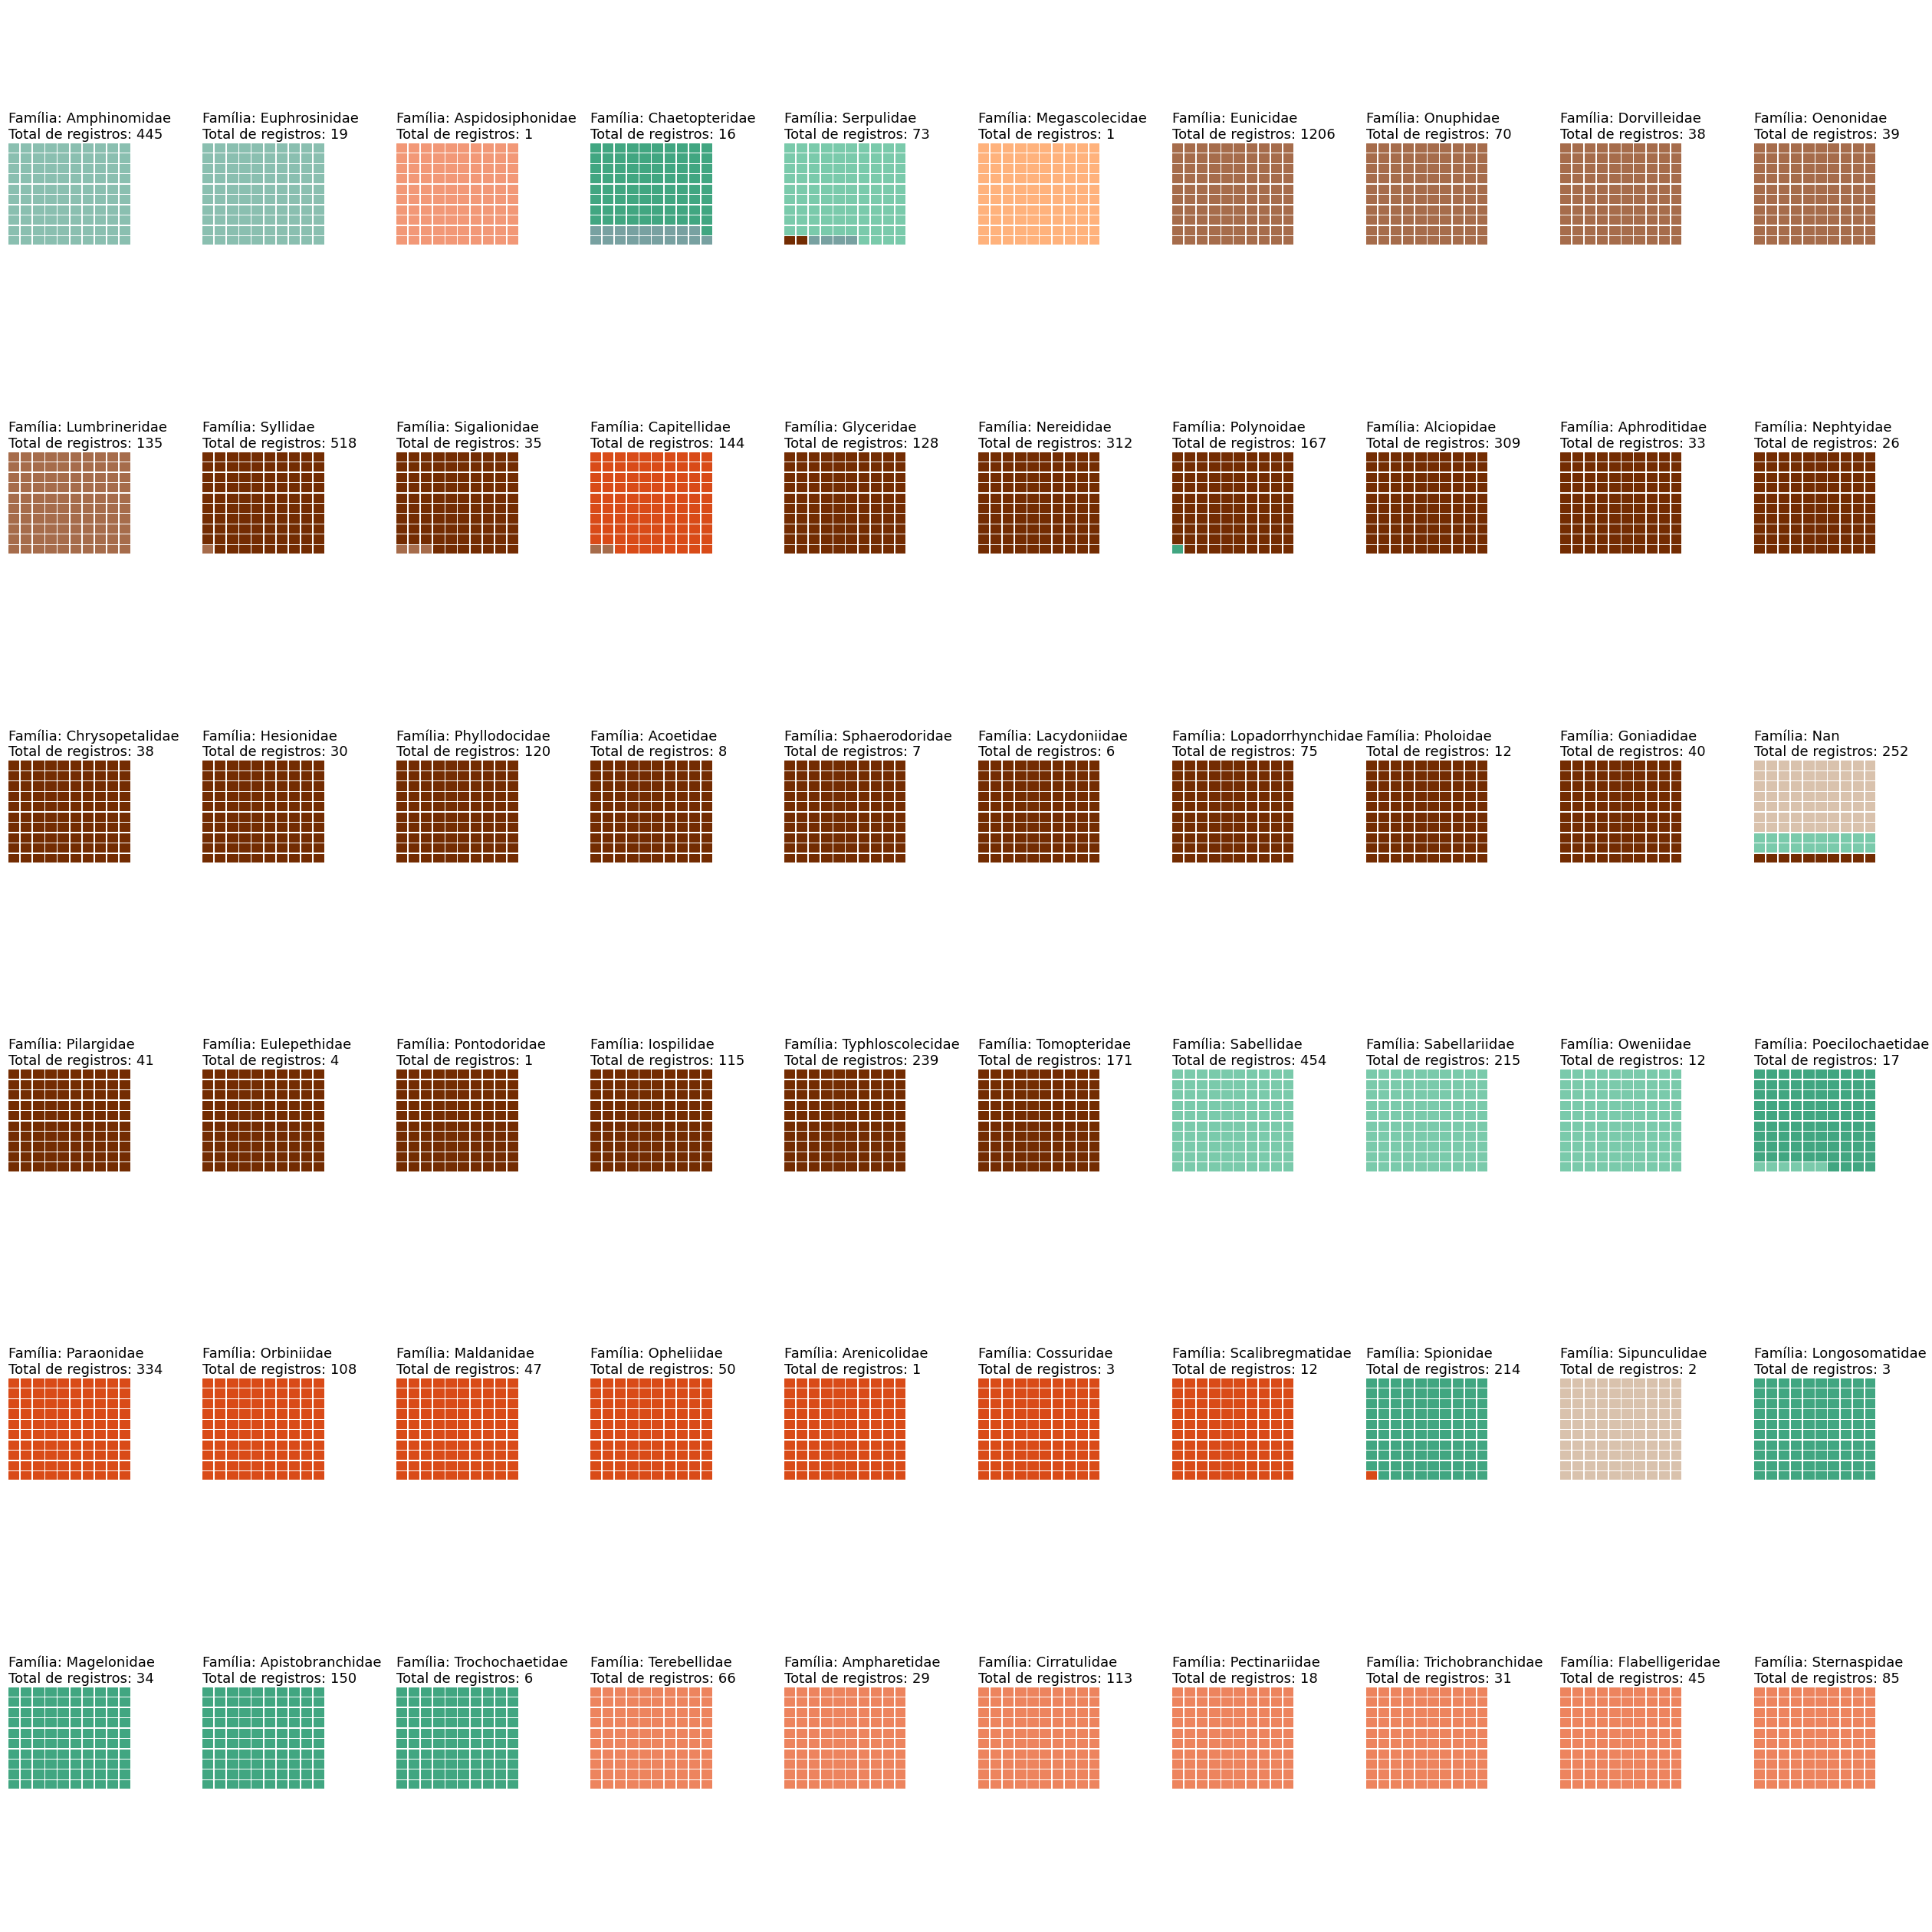 Família: Amphinomidae
Total de registros: 445
Família: Euphrosinidae
Total de registros: 19
Família: Aspidosiphonidae
Total de registros: 1
Família: Chaetopteridae
Total de registros: 16
Família: Serpulidae
Total de registros: 73
Família: Megascolecidae
Total de registros: 1
Família: Eunicidae
Total de registros: 1206
Família: Onuphidae
Total de registros: 70
Família: Dorvilleidae
Total de registros: 38
Família: Oenonidae
Total de registros: 39
Família: Lumbrineridae
Total de registros: 135
Família: Syllidae
Total de registros: 518
Família: Sigalionidae
Total de registros: 35
Família: Capitellidae
Total de registros: 144
Família: Glyceridae
Total de registros: 128
Família: Nereididae
Total de registros: 312
Família: Polynoidae
Total de registros: 167
Família: Alciopidae
Total de registros: 309
Família: Aphroditidae
Total de registros: 33
Família: Nephtyidae
Total de registros: 26
Família: Chrysopetalidae
Total de registros: 38
Família: Hesionidae
Total de registros: 30
Família: Phyllodocidae
Total de registros: 120
Família: Acoetidae
Total de registros: 8
Família: Sphaerodoridae
Total de registros: 7
Família: Lacydoniidae
Total de registros: 6
Família: Lopadorrhynchidae
Total de registros: 75
Família: Pholoidae
Total de registros: 12
Família: Goniadidae
Total de registros: 40
Família: Nan
Total de registros: 252
Família: Pilargidae
Total de registros: 41
Família: Eulepethidae
Total de registros: 4
Família: Pontodoridae
Total de registros: 1
Família: Iospilidae
Total de registros: 115
Família: Typhloscolecidae
Total de registros: 239
Família: Tomopteridae
Total de registros: 171
Família: Sabellidae
Total de registros: 454
Família: Sabellariidae
Total de registros: 215
Família: Oweniidae
Total de registros: 12
Família: Poecilochaetidae
Total de registros: 17
Família: Paraonidae
Total de registros: 334
Família: Orbiniidae
Total de registros: 108
Família: Maldanidae
Total de registros: 47
Família: Opheliidae
Total de registros: 50
Família: Arenicolidae
Total de registros: 1
Família: Cossuridae
Total de registros: 3
Família: Scalibregmatidae
Total de registros: 12
Família: Spionidae
Total de registros: 214
Família: Sipunculidae
Total de registros: 2
Família: Longosomatidae
Total de registros: 3
Família: Magelonidae
Total de registros: 34
Família: Apistobranchidae
Total de registros: 150
Família: Trochochaetidae
Total de registros: 6
Família: Terebellidae
Total de registros: 66
Família: Ampharetidae
Total de registros: 29
Família: Cirratulidae
Total de registros: 113
Família: Pectinariidae
Total de registros: 18
Família: Trichobranchidae
Total de registros: 31
Família: Flabelligeridae
Total de registros: 45
Família: Sternaspidae
Total de registros: 85